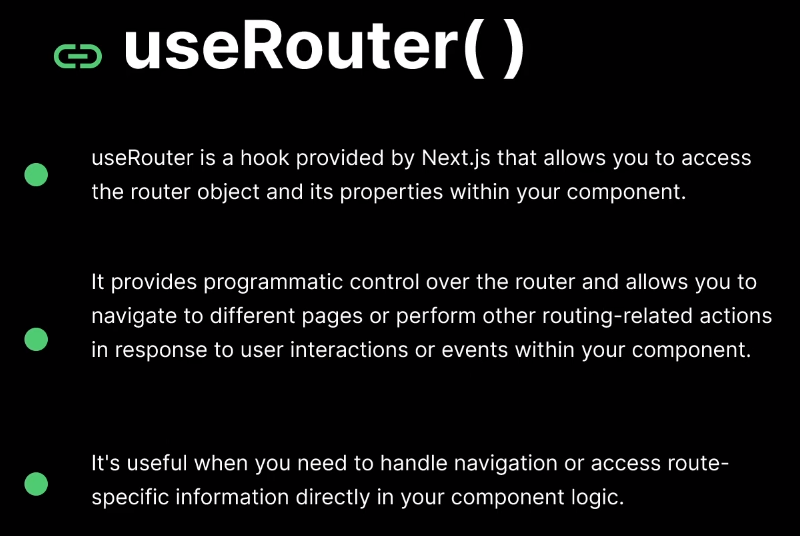 useRouter( )
useRouter is a hook provided by Next.js that allows you to access
the router object and its properties within your component.
It provides programmatic control over the router and allows you to
navigate to different pages or perform other routing-related actions
in response to user interactions or events within your component.
It's useful when you need to handle navigation or access route-
specific information directly in your component logic.